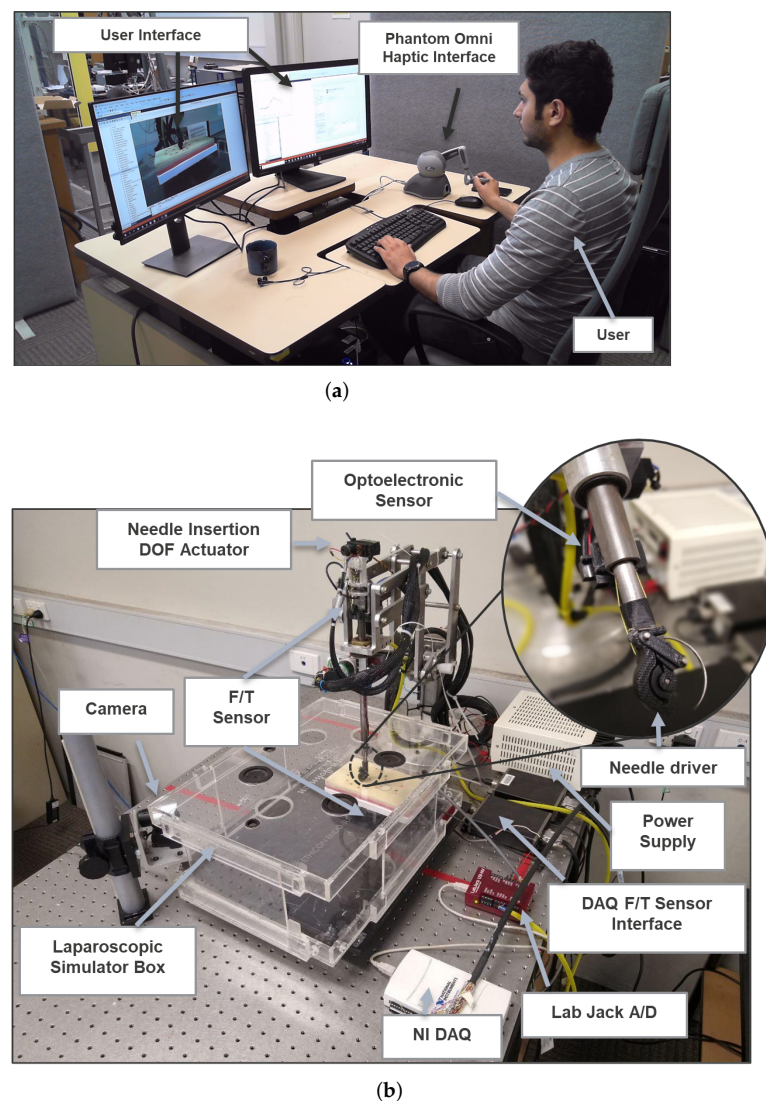 User Interface
Phantom Omni
Haptic Interface
User
(a)
Optoelectronic
Sensor
Needle Insertion
DOF Actuator
Camera
F/T
Sensor
Needle driver
Power
Supply
DAQ F/T Sensor
Interface
Laparoscopic
Simulator Box
Lab Jack A/D
NI DAQ
(b)